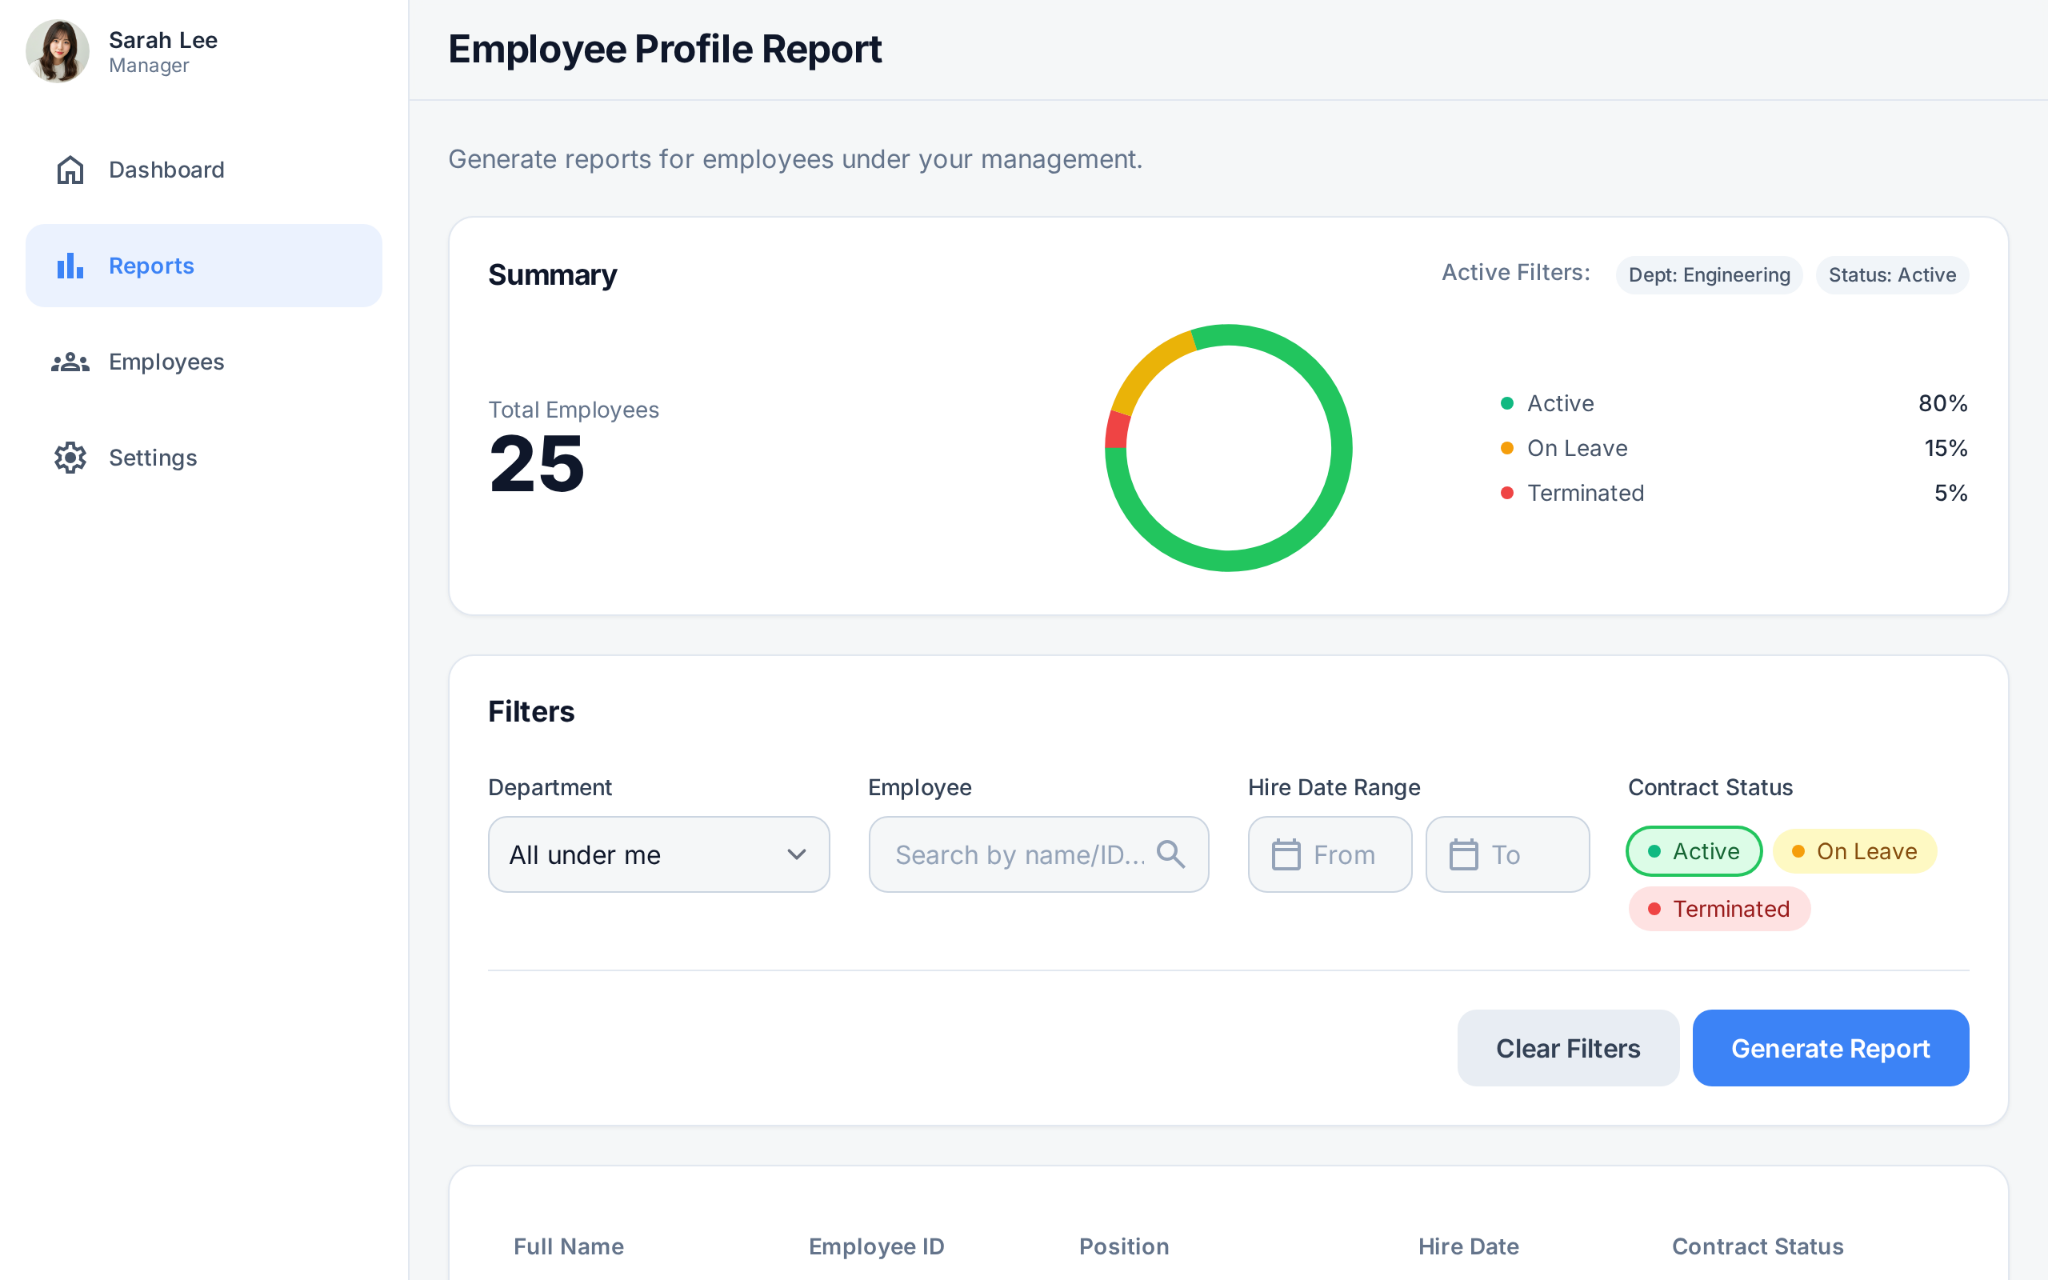 Sarah Lee
Manager
Dashboard
Reports
Employees
Settings
Employee Profile Report
Generate reports for employees under your management.
Summary
Active Filters: Dept: Engineering Status: Active
Total Employees
25
Active 80%
On Leave 15%
Terminated 5%
Filters
Department
All under me
Employee
Search by name/ID...
Hire Date Range
From To
Contract Status
Active On Leave
Terminated
Clear Filters Generate Report
Full Name Employee ID Position Hire Date Contract Status